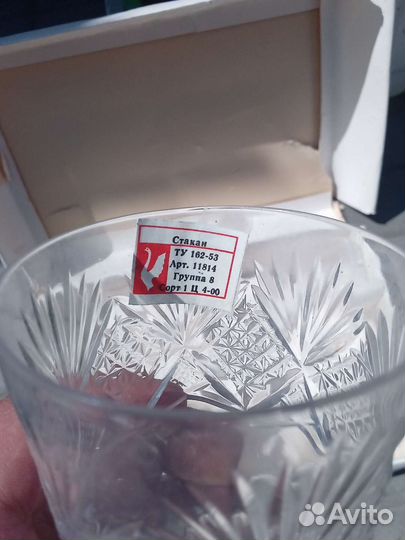 Стакан
ТУ 162-53
Арт. 11814
Группа 8
Сорт 1 Ц 4-00
Avito